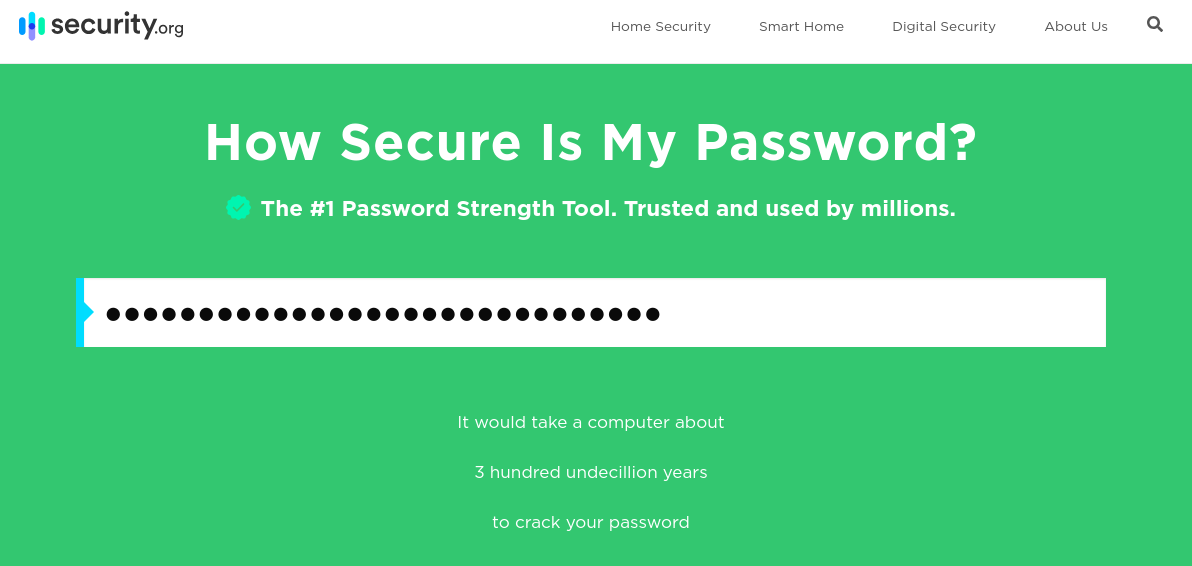 security.org
Home Security Smart Home Digital Security About Us
How Secure Is My Password?
The #1 Password Strength Tool. Trusted and used by millions.
●●●●●●●●●●●●●●●●●●●●●●●●●●●●●●
It would take a computer about
3 hundred undecillion years
to crack your password